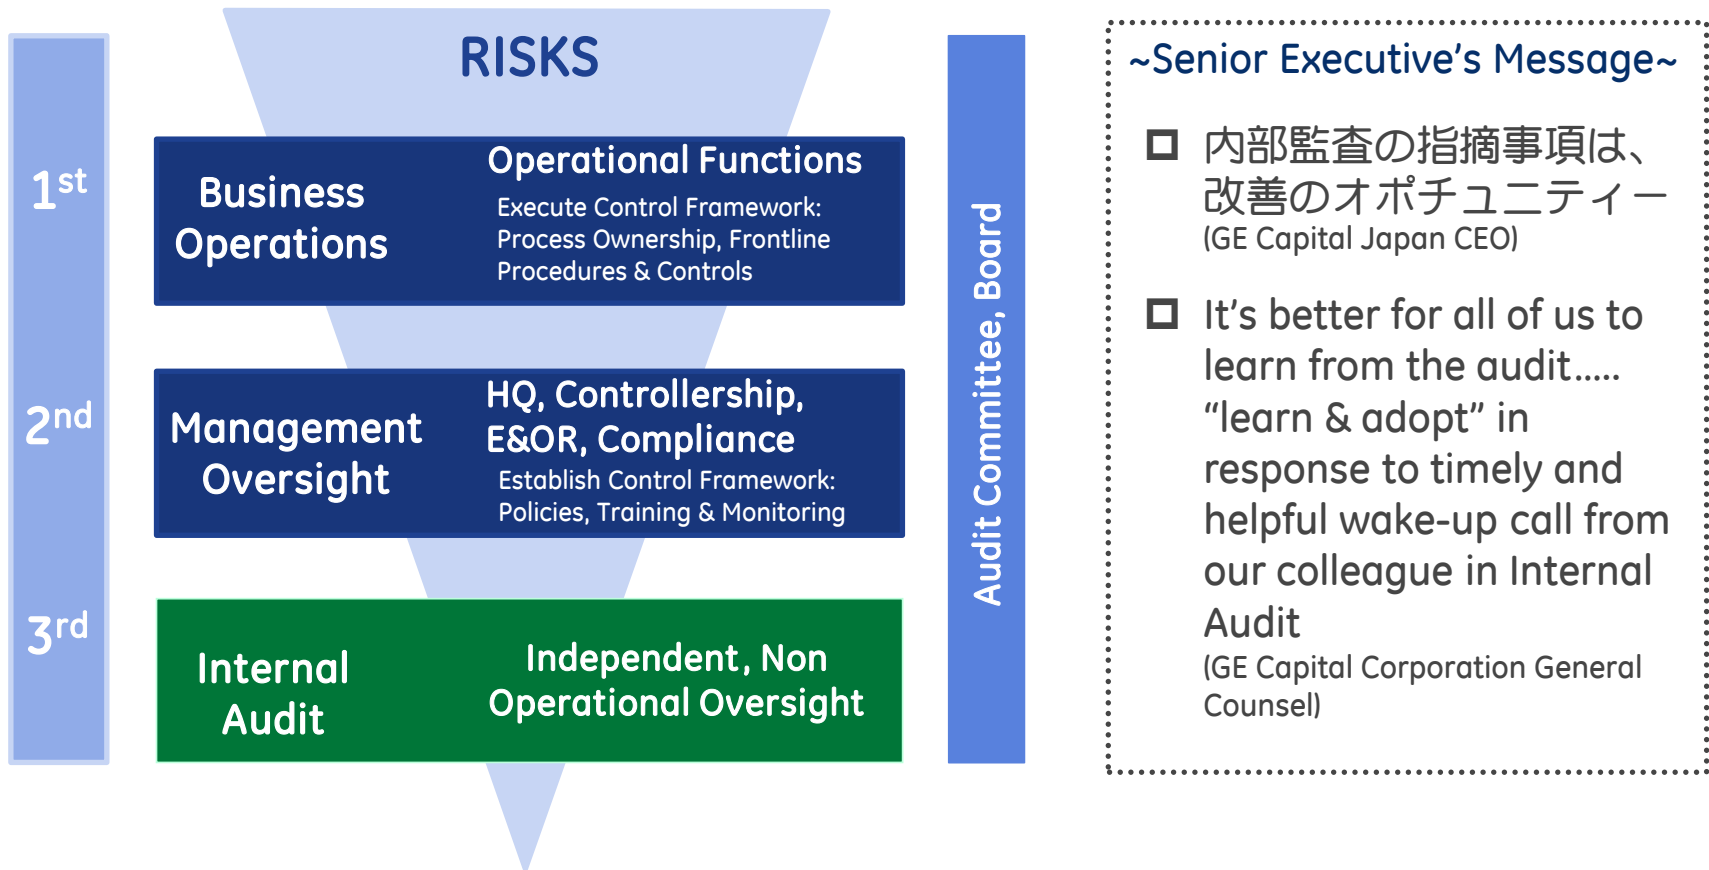 RISKS
1st
Business
Operations
Operational Functions
Execute Control Framework:
Process Ownership, Frontline
Procedures & Controls
2nd
Management
Oversight
HQ, Controllership,
E&OR, Compliance
Establish Control Framework:
Policies, Training & Monitoring
3rd
Internal
Audit
Independent, Non
Operational Oversight
Audit Committee, Board
~Senior Executive’s Message~
内部監査の指摘事項は、
改善のオポチュニティー
(GE Capital Japan CEO)
It’s better for all of us to
learn from the audit…..
“learn & adopt” in
response to timely and
helpful wake-up call from
our colleague in Internal
Audit
(GE Capital Corporation General
Counsel)